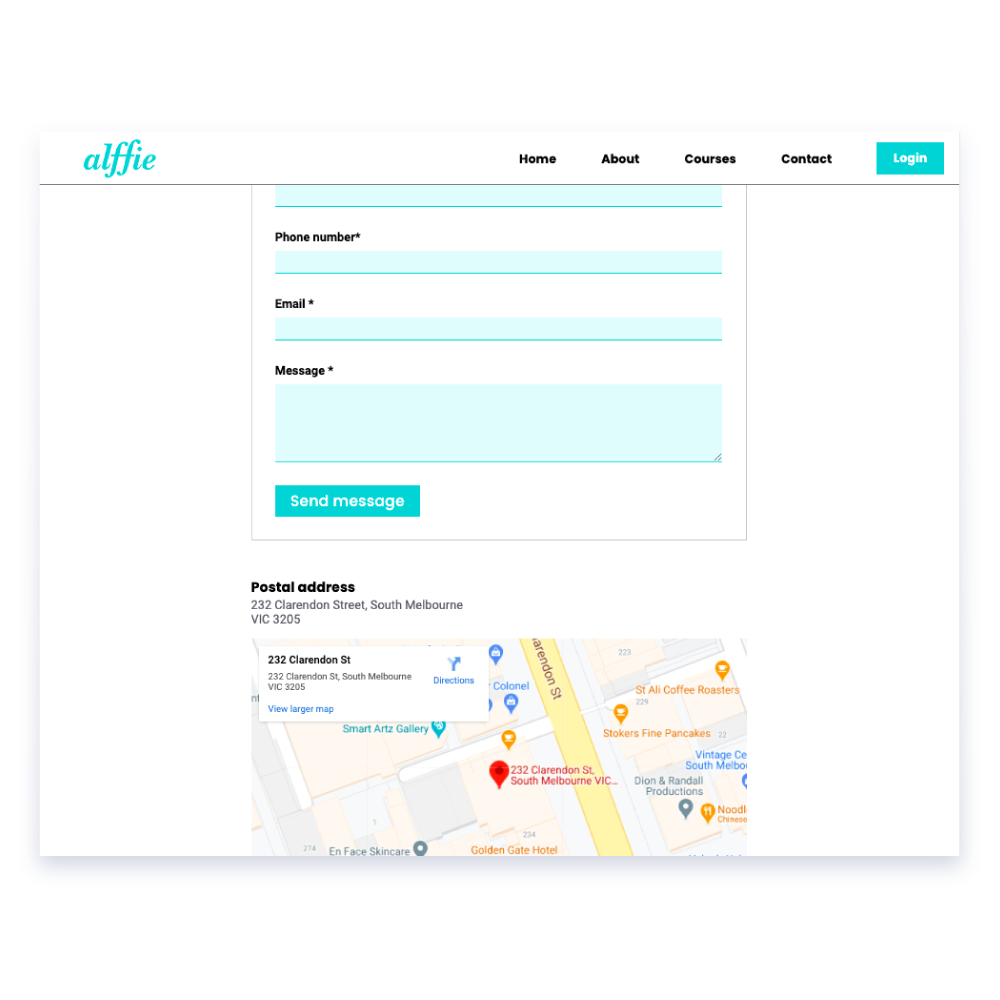 alffie
Home About Courses Contact Login
Phone number*
Email *
Message *
Send message
Postal address
232 Clarendon Street, South Melbourne
VIC 3205
232 Clarendon St
232 Clarendon St, South Melbourne
VIC 3205
Directions
View larger map
Colonel
arendon St
223
St Ali Coffee Roasters
229
Smart Artz Gallery
Stokers Fine Pancakes
22
Vintage Ce
South Melbo
232 Clarendon St,
South Melbourne VIC...
Dion & Randall
Productions
Noodl
Chinese
1
234
274
En Face Skincare
Golden Gate Hotel